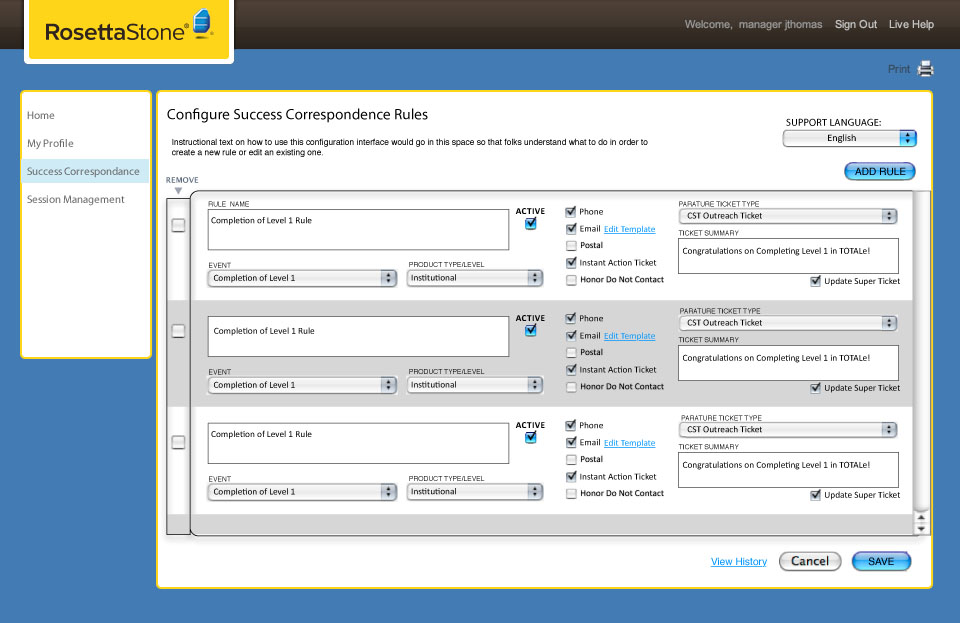 RosettaStone®
Welcome, manager jthomas Sign Out Live Help
Print
Home
My Profile
Success Correspondance
Session Management
Configure Success Correspondence Rules
Instructional text on how to use this configuration interface would go in this space so that folks understand what to do in order to
create a new rule or edit an existing one.
SUPPORT LANGUAGE:
English
ADD RULE
REMOVE
RULE NAME
Completion of Level 1 Rule
EVENT
Completion of Level 1
PRODUCT TYPE/LEVEL
Institutional
ACTIVE
Phone
Email Edit Template
Postal
Instant Action Ticket
Honor Do Not Contact
PARATURE TICKET TYPE
CST Outreach Ticket
TICKET SUMMARY
Congratulations on Completing Level 1 in TOTALe!
Update Super Ticket
Completion of Level 1 Rule
EVENT
Completion of Level 1
PRODUCT TYPE/LEVEL
Institutional
ACTIVE
Phone
Email Edit Template
Postal
Instant Action Ticket
Honor Do Not Contact
PARATURE TICKET TYPE
CST Outreach Ticket
TICKET SUMMARY
Congratulations on Completing Level 1 in TOTALe!
Update Super Ticket
Completion of Level 1 Rule
EVENT
Completion of Level 1
PRODUCT TYPE/LEVEL
Institutional
ACTIVE
Phone
Email Edit Template
Postal
Instant Action Ticket
Honor Do Not Contact
PARATURE TICKET TYPE
CST Outreach Ticket
TICKET SUMMARY
Congratulations on Completing Level 1 in TOTALe!
Update Super Ticket
View History
Cancel
SAVE